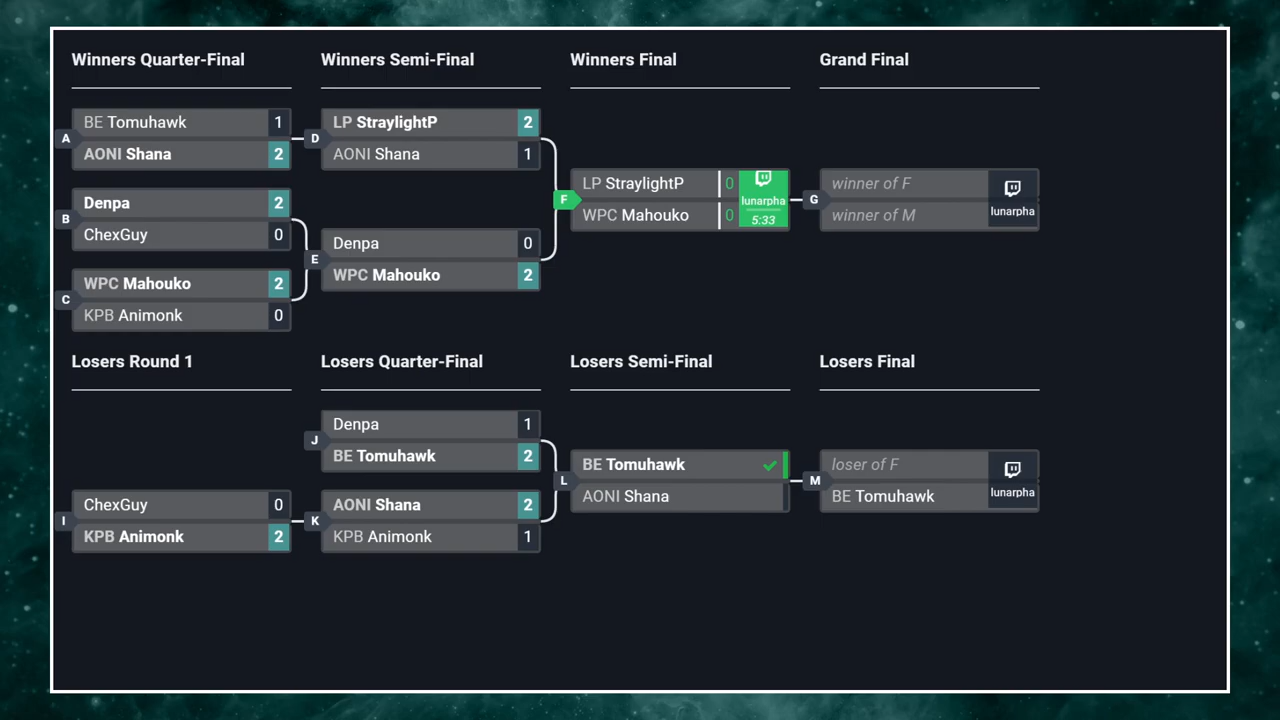 Winners Quarter-Final
Winners Semi-Final
Winners Final
Grand Final
A
BE Tomuhawk 1
AONI Shana 2
B
Denpa 2
ChexGuy 0
C
WPC Mahouko 2
KPB Animonk 0
D
LP StraylightP 2
AONI Shana 1
E
Denpa 0
WPC Mahouko 2
F
LP StraylightP 0
WPC Mahouko 0
lunarpha
5:33
G
winner of F
winner of M
lunarpha
Losers Round 1
Losers Quarter-Final
Losers Semi-Final
Losers Final
I
ChexGuy 0
KPB Animonk 2
J
Denpa 1
BE Tomuhawk 2
K
AONI Shana 2
KPB Animonk 1
L
BE Tomuhawk
AONI Shana
M
loser of F
BE Tomuhawk
lunarpha